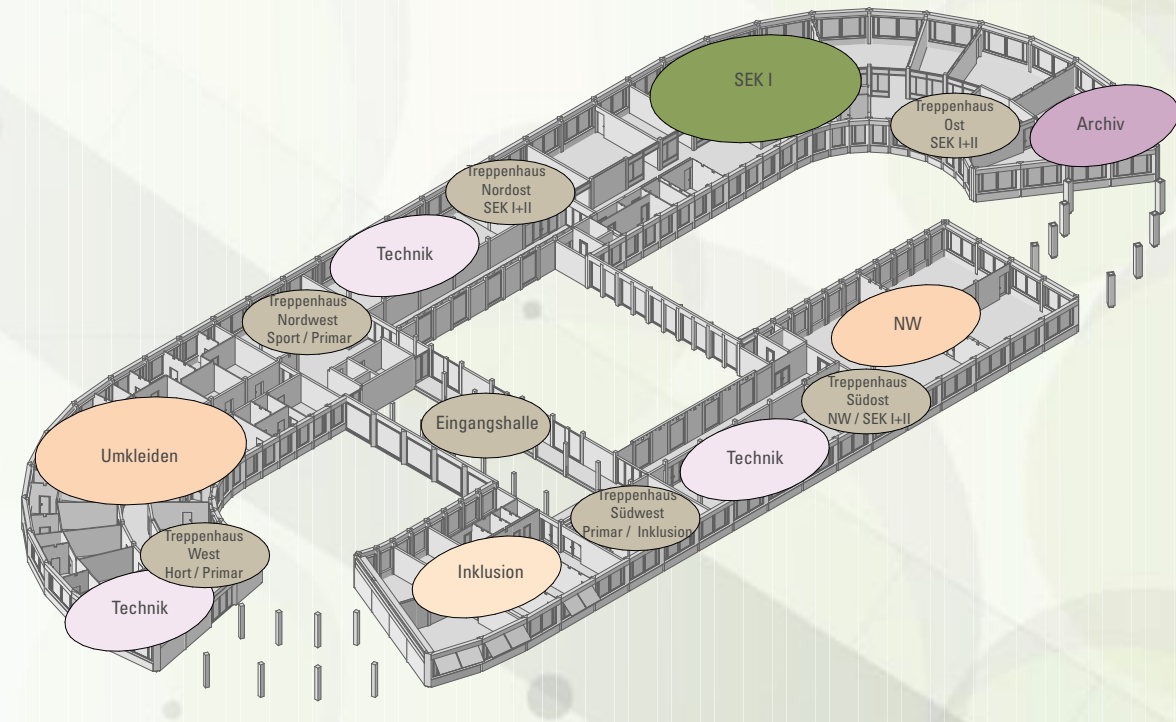 SEK I
Treppenhaus
Ost
SEK I+II
Archiv
Treppenhaus
Nordost
SEK I+II
Technik
Treppenhaus
Nordwest
Sport / Primar
NW
Treppenhaus
Südost
NW / SEK I+II
Eingangshalle
Umkleiden
Technik
Treppenhaus
Südwest
Primar / Inklusion
Treppenhaus
West
Hort / Primar
Inklusion
Technik